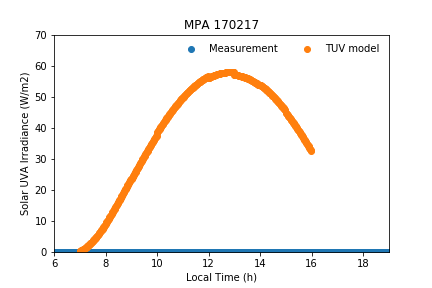 MPA 170217
Measurement
TUV model
Solar UVA Irradiance (W/m2)
70
60
50
40
30
20
10
0
6 8 10 12 14 16 18
Local Time (h)